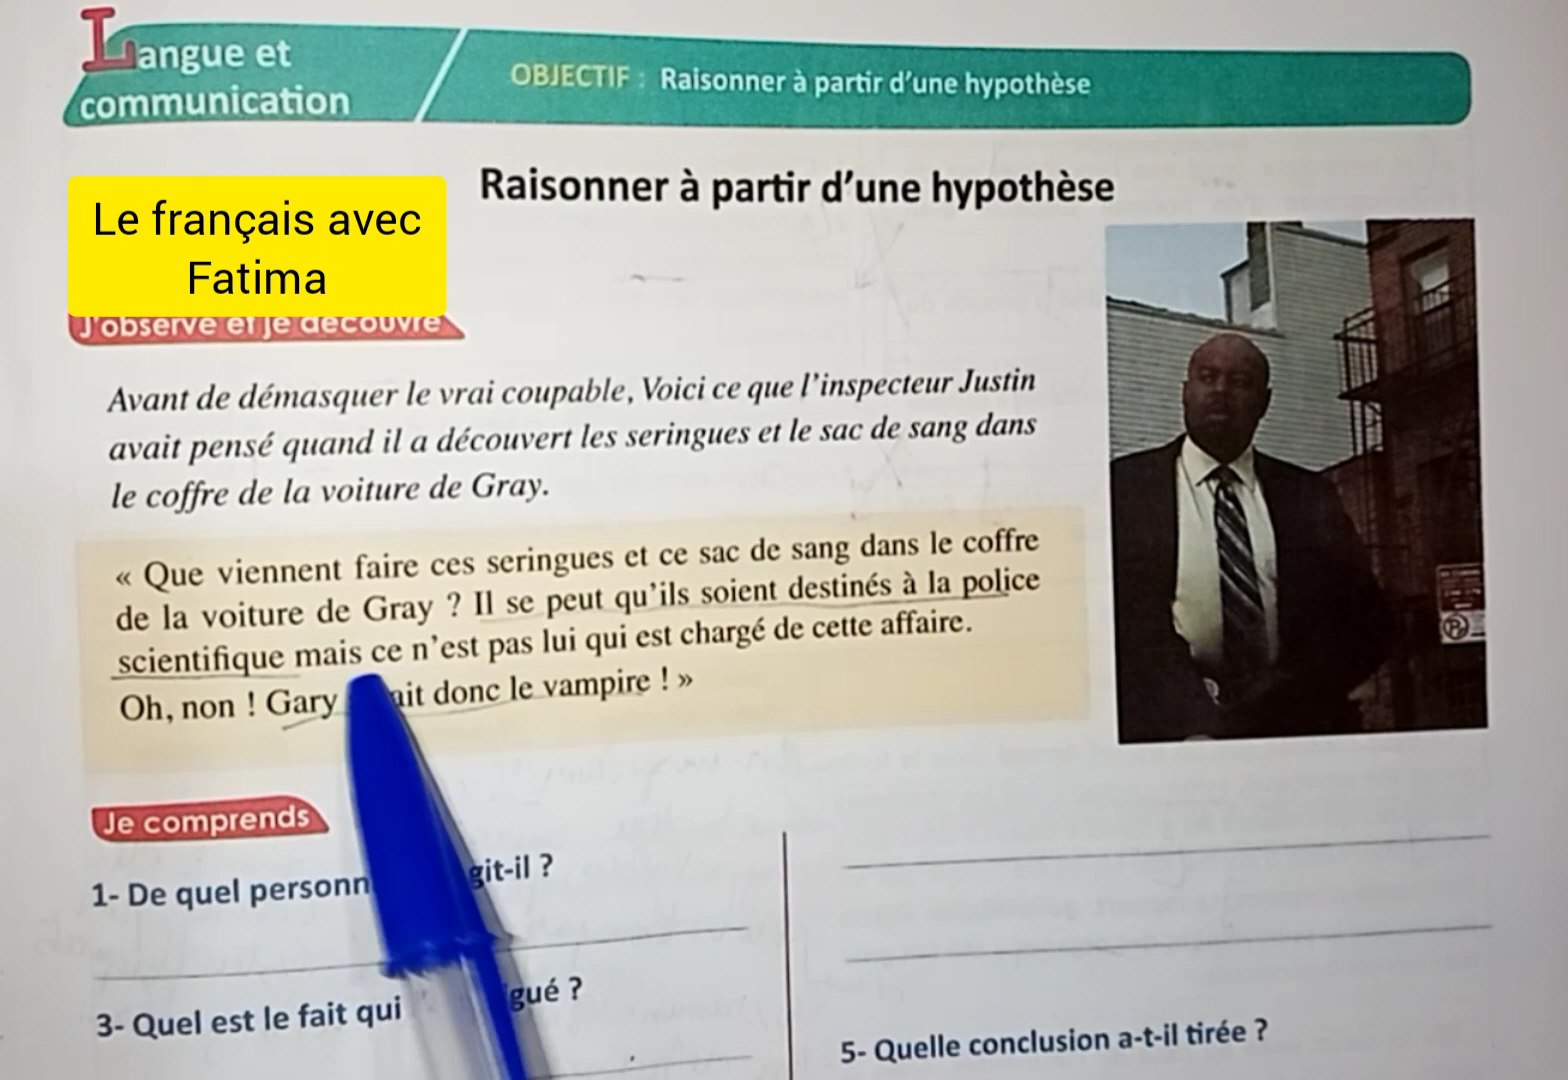 Langue et
communication
OBJECTIF : Raisonner à partir d'une hypothèse
Raisonner à partir d'une hypothèse
Le français avec
Fatima
J'observe et je découvre
Avant de démasquer le vrai coupable, Voici ce que l'inspecteur Justin
avait pensé quand il a découvert les seringues et le sac de sang dans
le coffre de la voiture de Gray.
« Que viennent faire ces seringues et ce sac de sang dans le coffre
de la voiture de Gray ? Il se peut qu'ils soient destinés à la police
scientifique mais ce n'est pas lui qui est chargé de cette affaire.
Oh, non ! Gary donc le vampire ! »
Je comprends
1- De quel git-il ?
3- Quel est le fait qui gué ?
5- Quelle conclusion a-t-il tirée ?